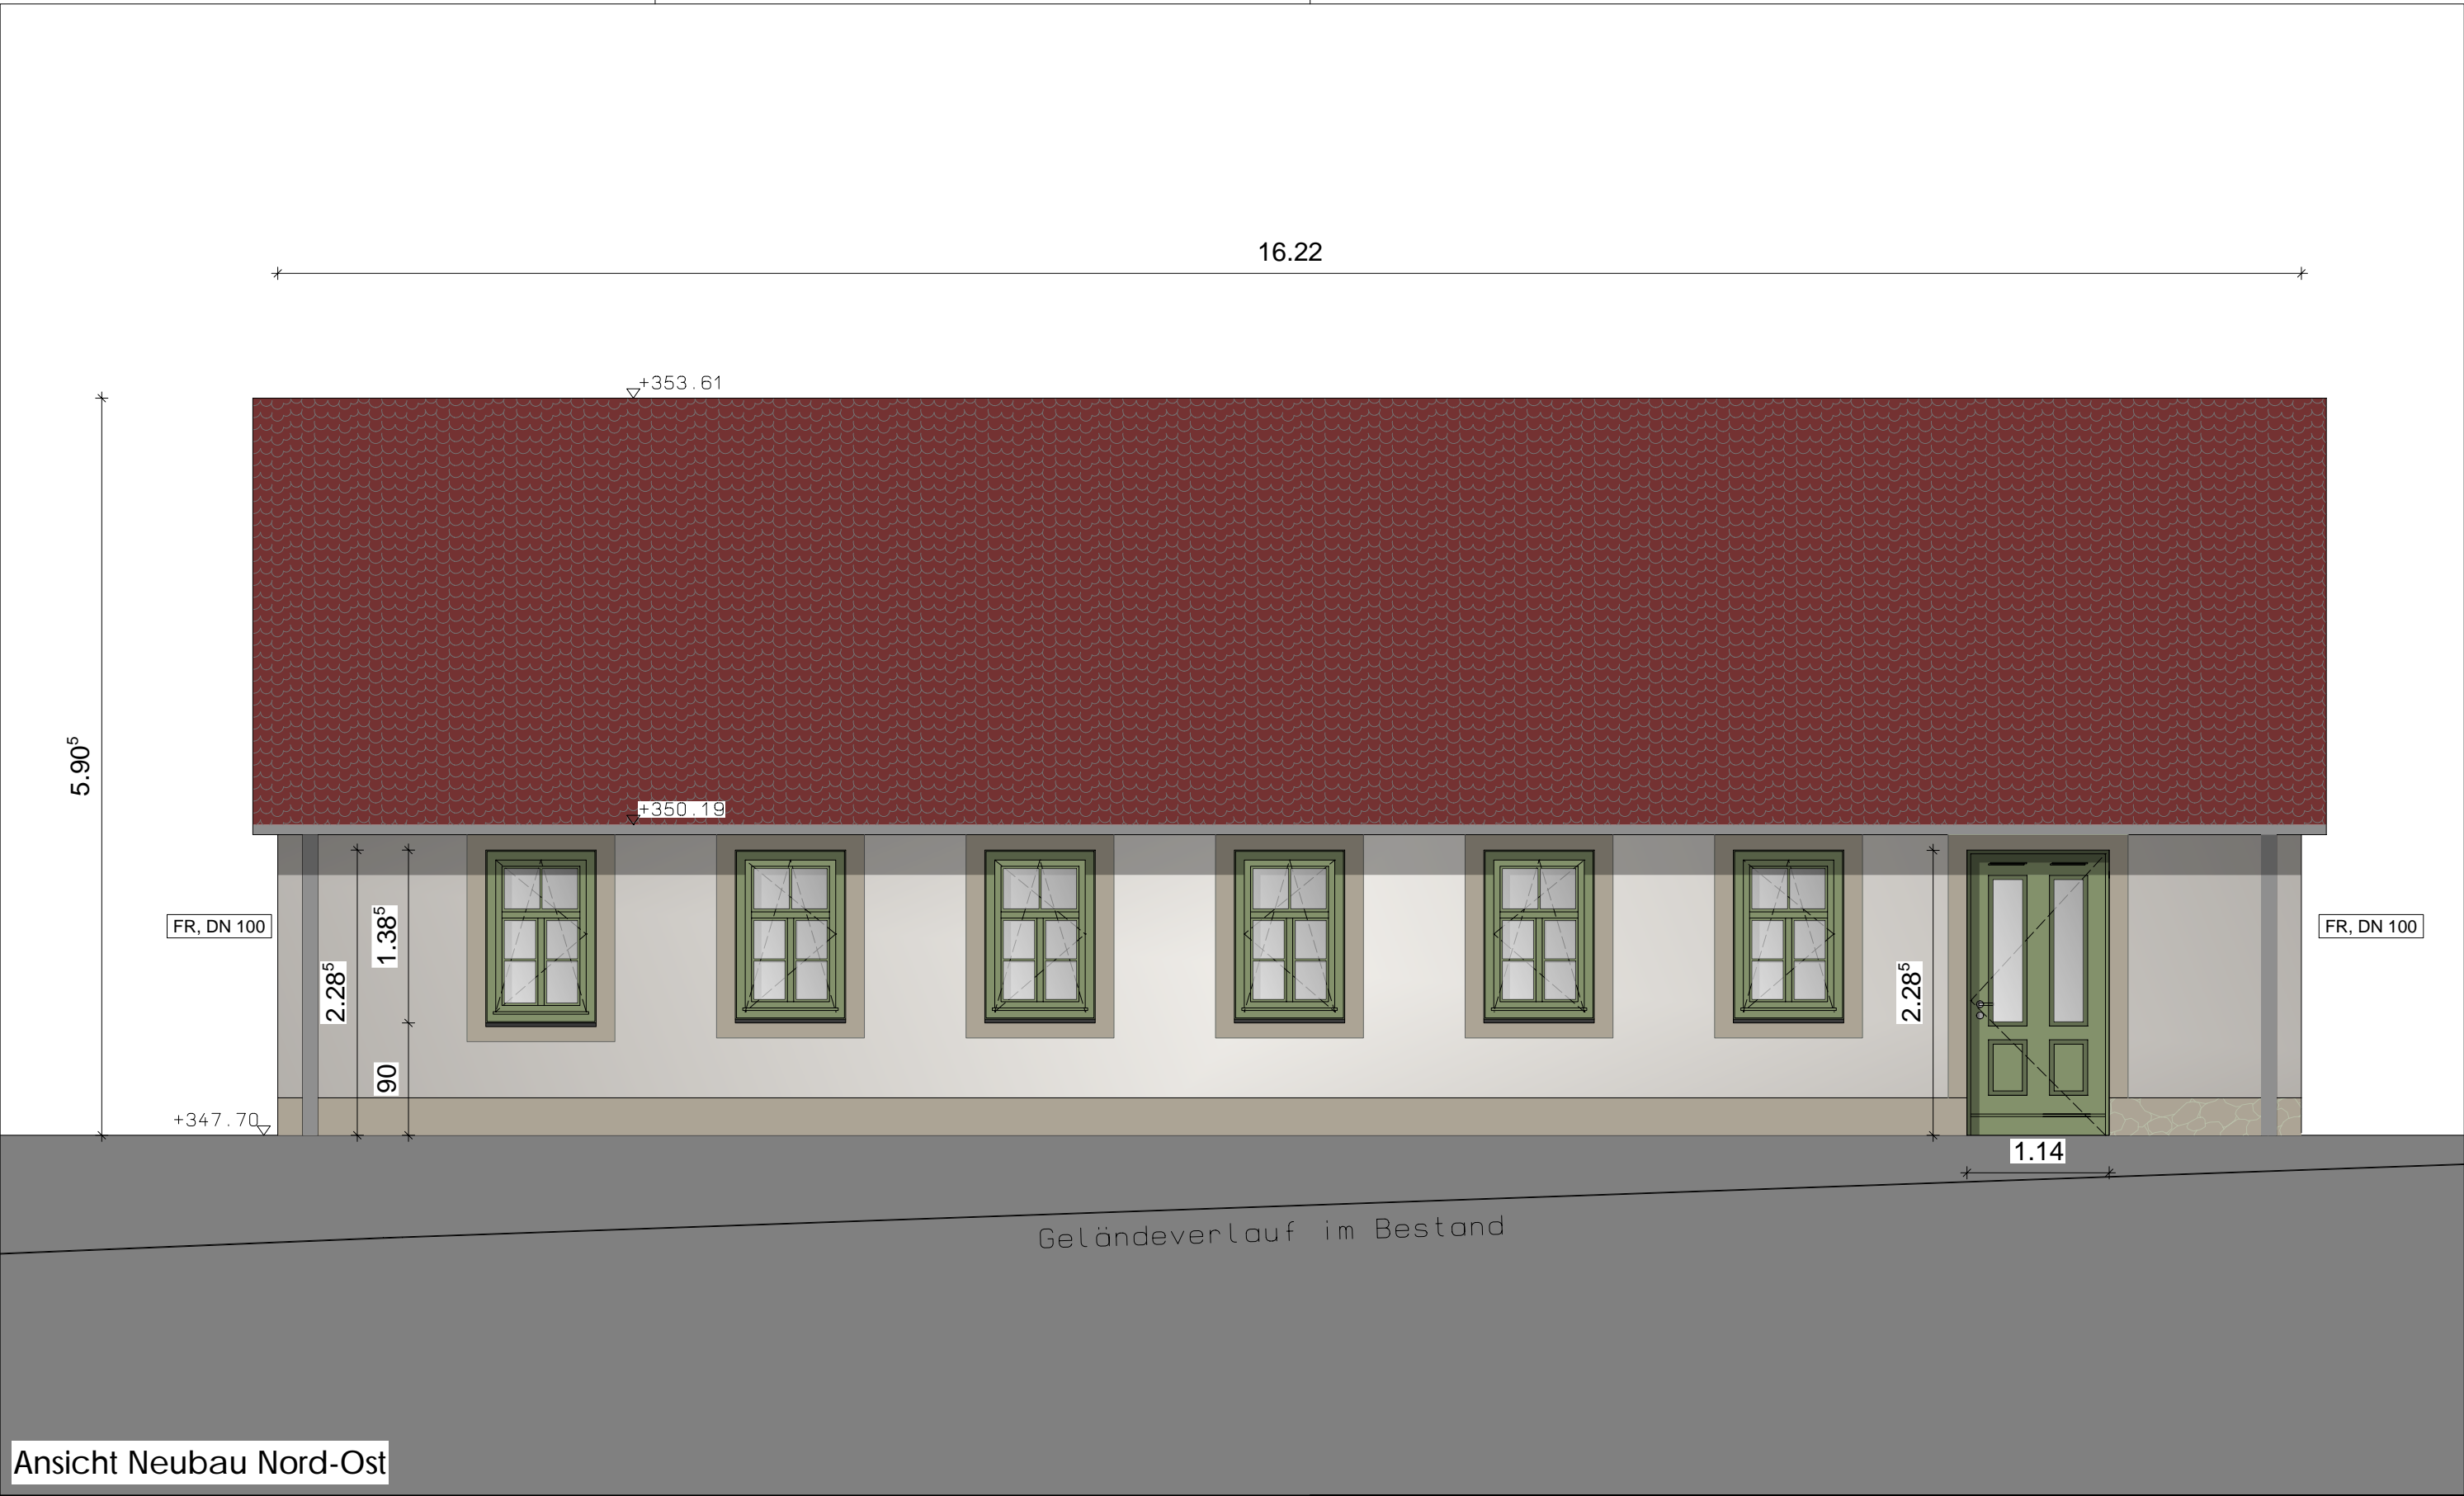 16.22
+353.61
5.90⁵
+350.19
FR, DN 100
1.38⁵
2.28⁵
90
2.28⁵
FR, DN 100
+347.70
1.14
Geländeverlauf im Bestand
Ansicht Neubau Nord-Ost